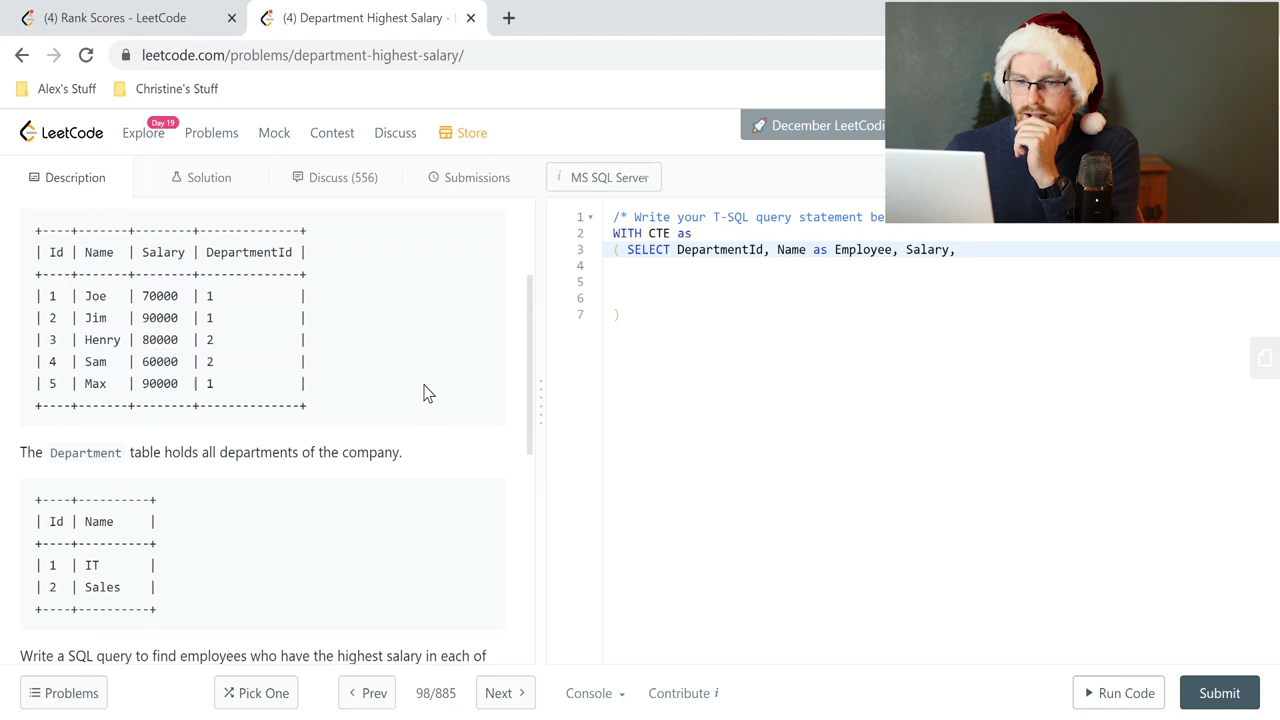 (4) Rank Scores - LeetCode
(4) Department Highest Salary - L
leetcode.com/problems/department-highest-salary/
Alex's Stuff
Christine's Stuff
LeetCode
Explore
Day 19
Problems
Mock
Contest
Discuss
Store
December LeetCodi
Description
Solution
Discuss (556)
Submissions
i MS SQL Server
+----+-------+--------+--------------+
| Id | Name | Salary | DepartmentId |
+----+-------+--------+--------------+
| 1 | Joe | 70000 | 1 |
| 2 | Jim | 90000 | 1 |
| 3 | Henry | 80000 | 2 |
| 4 | Sam | 60000 | 2 |
| 5 | Max | 90000 | 1 |
+----+-------+--------+--------------+
The Department table holds all departments of the company.
+----+----------+
| Id | Name |
+----+----------+
| 1 | IT |
| 2 | Sales |
+----+----------+
Write a SQL query to find employees who have the highest salary in each of
1 /* Write your T-SQL query statement be
2 WITH CTE as
3 ( SELECT DepartmentId, Name as Employee, Salary,
4
5
6
7 )
Problems
Pick One
Prev
98/885
Next
Console
Contribute i
Run Code
Submit